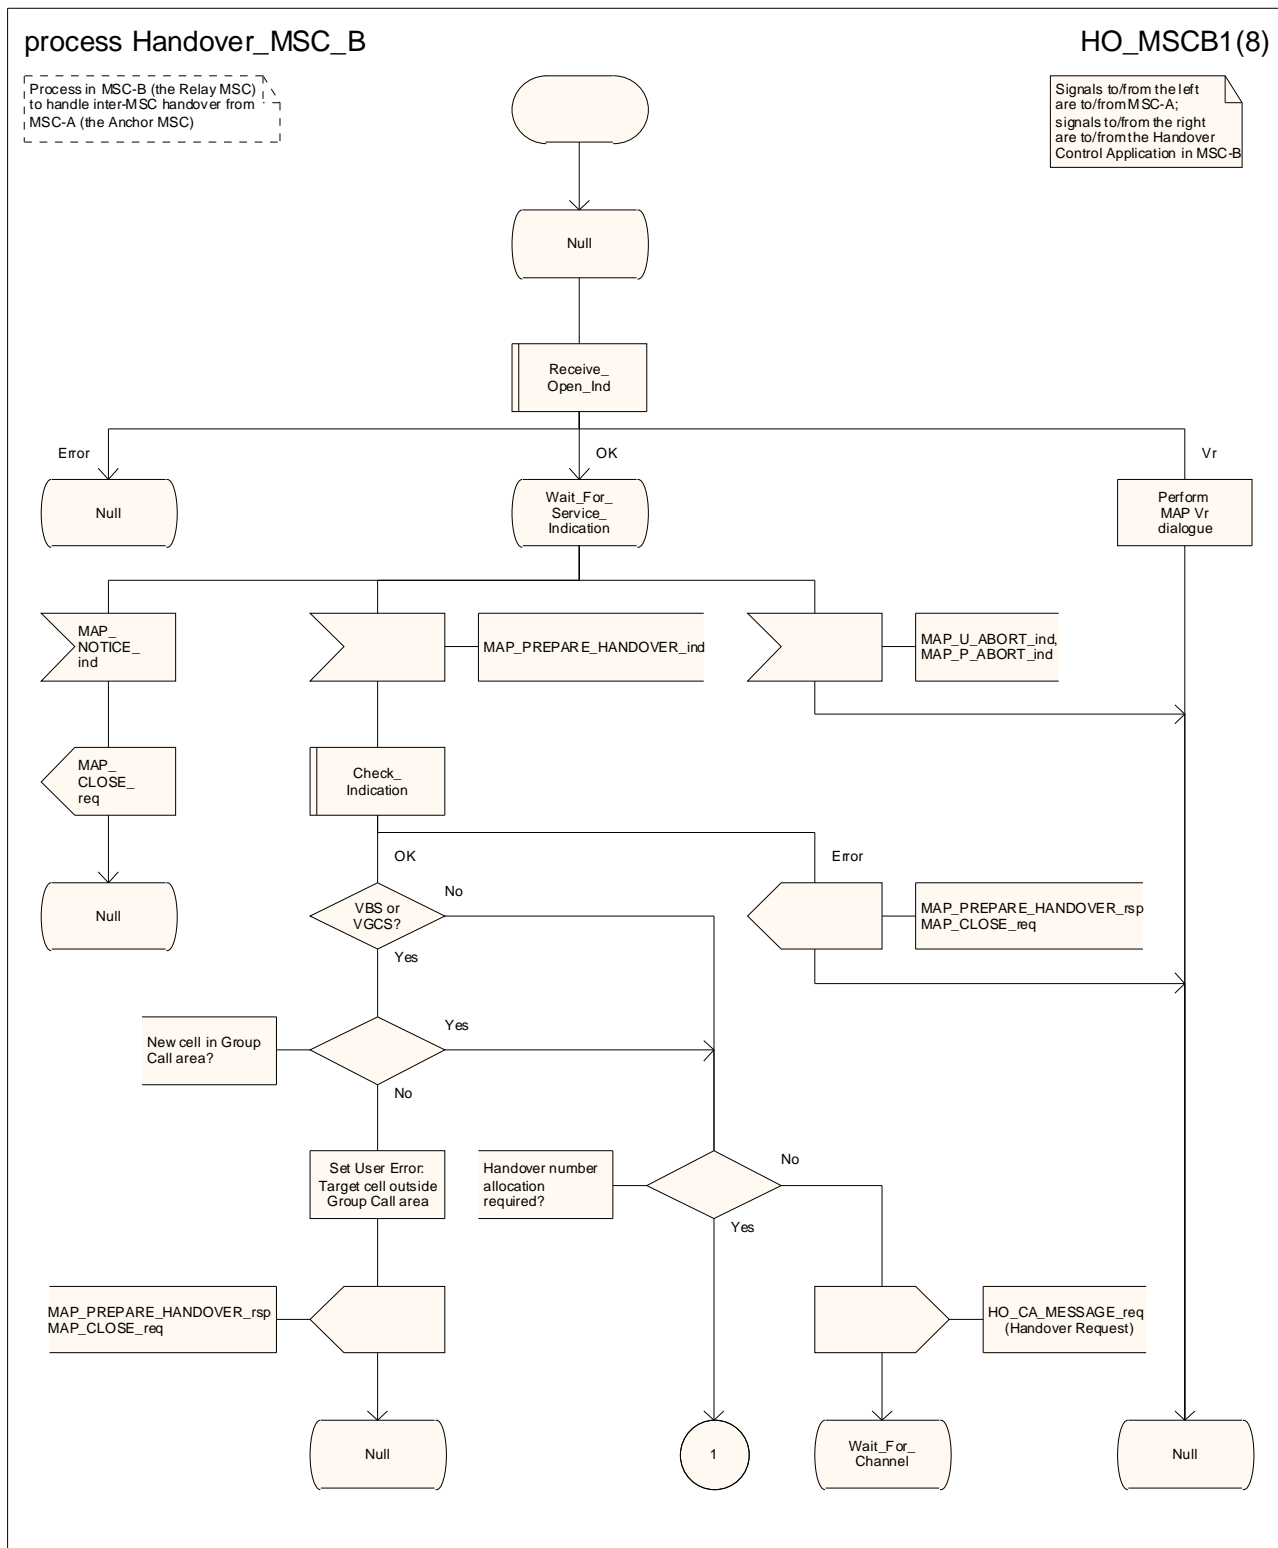 process Handover_MSC_B
HO_MSCB1(8)
Process in MSC-B (the Relay MSC)
to handle inter-MSC handover from
MSC-A (the Anchor MSC)
Signals to/from the left
are to/from MSC-A;
signals to/from the right
are to/from the Handover
Control Application in MSC-B
Null
Receive_
Open_Ind
Error
OK
Vr
Null
Wait_For_
Service_
Indication
Perform
MAP Vr
dialogue
MAP_
NOTICE_
ind
MAP_PREPARE_HANDOVER_ind
MAP_U_ABORT_ind,
MAP_P_ABORT_ind
MAP_
CLOSE_
req
Check_
Indication
OK
Error
Null
VBS or
VGCS?
No
Yes
MAP_PREPARE_HANDOVER_rsp
MAP_CLOSE_req
New cell in Group
Call area?
Yes
No
Set User Error:
Target cell outside
Group Call area
Handover number
allocation
required?
No
Yes
MAP_PREPARE_HANDOVER_rsp
MAP_CLOSE_req
HO_CA_MESSAGE_req
(Handover Request)
Null
1
Wait_For_
Channel
Null